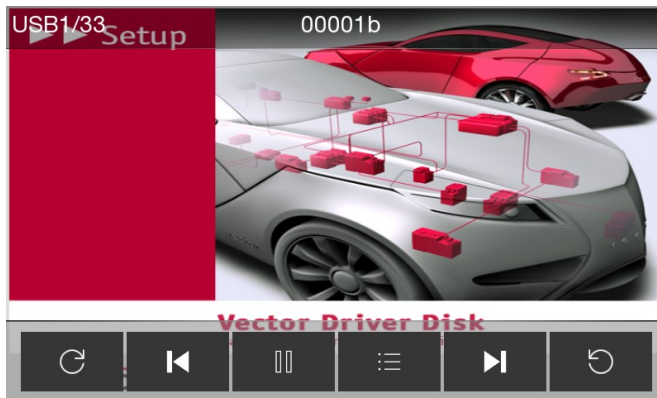 USB1/33
00001b
▶▶ Setup
Vector Driver Disk